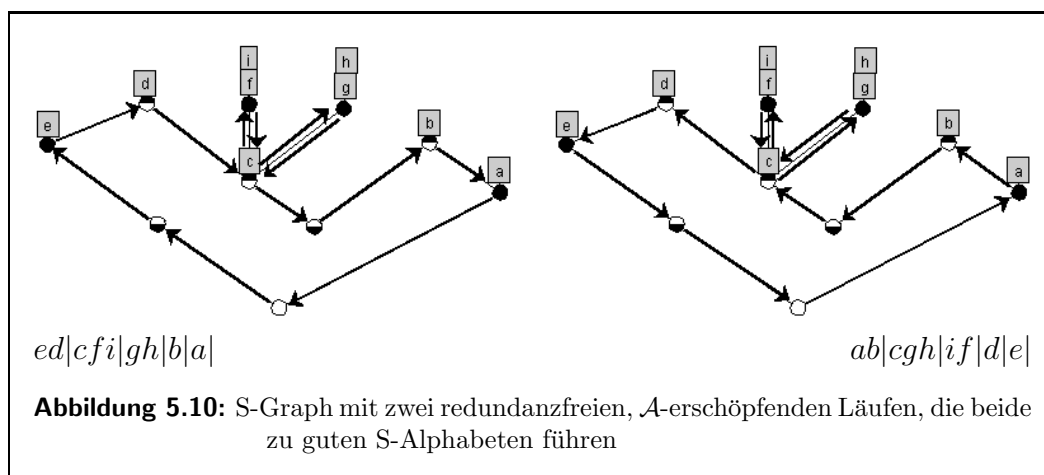 i
h
i
h
d
f
g
d
f
g
e
b
e
b
c
a
c
a
ed|cfi|gh|b|a|
ab|cgh|if|d|e|
Abbildung 5.10: S-Graph mit zwei redundanzfreien, A-erschöpfenden Läufen, die beide
zu guten S-Alphabeten führen